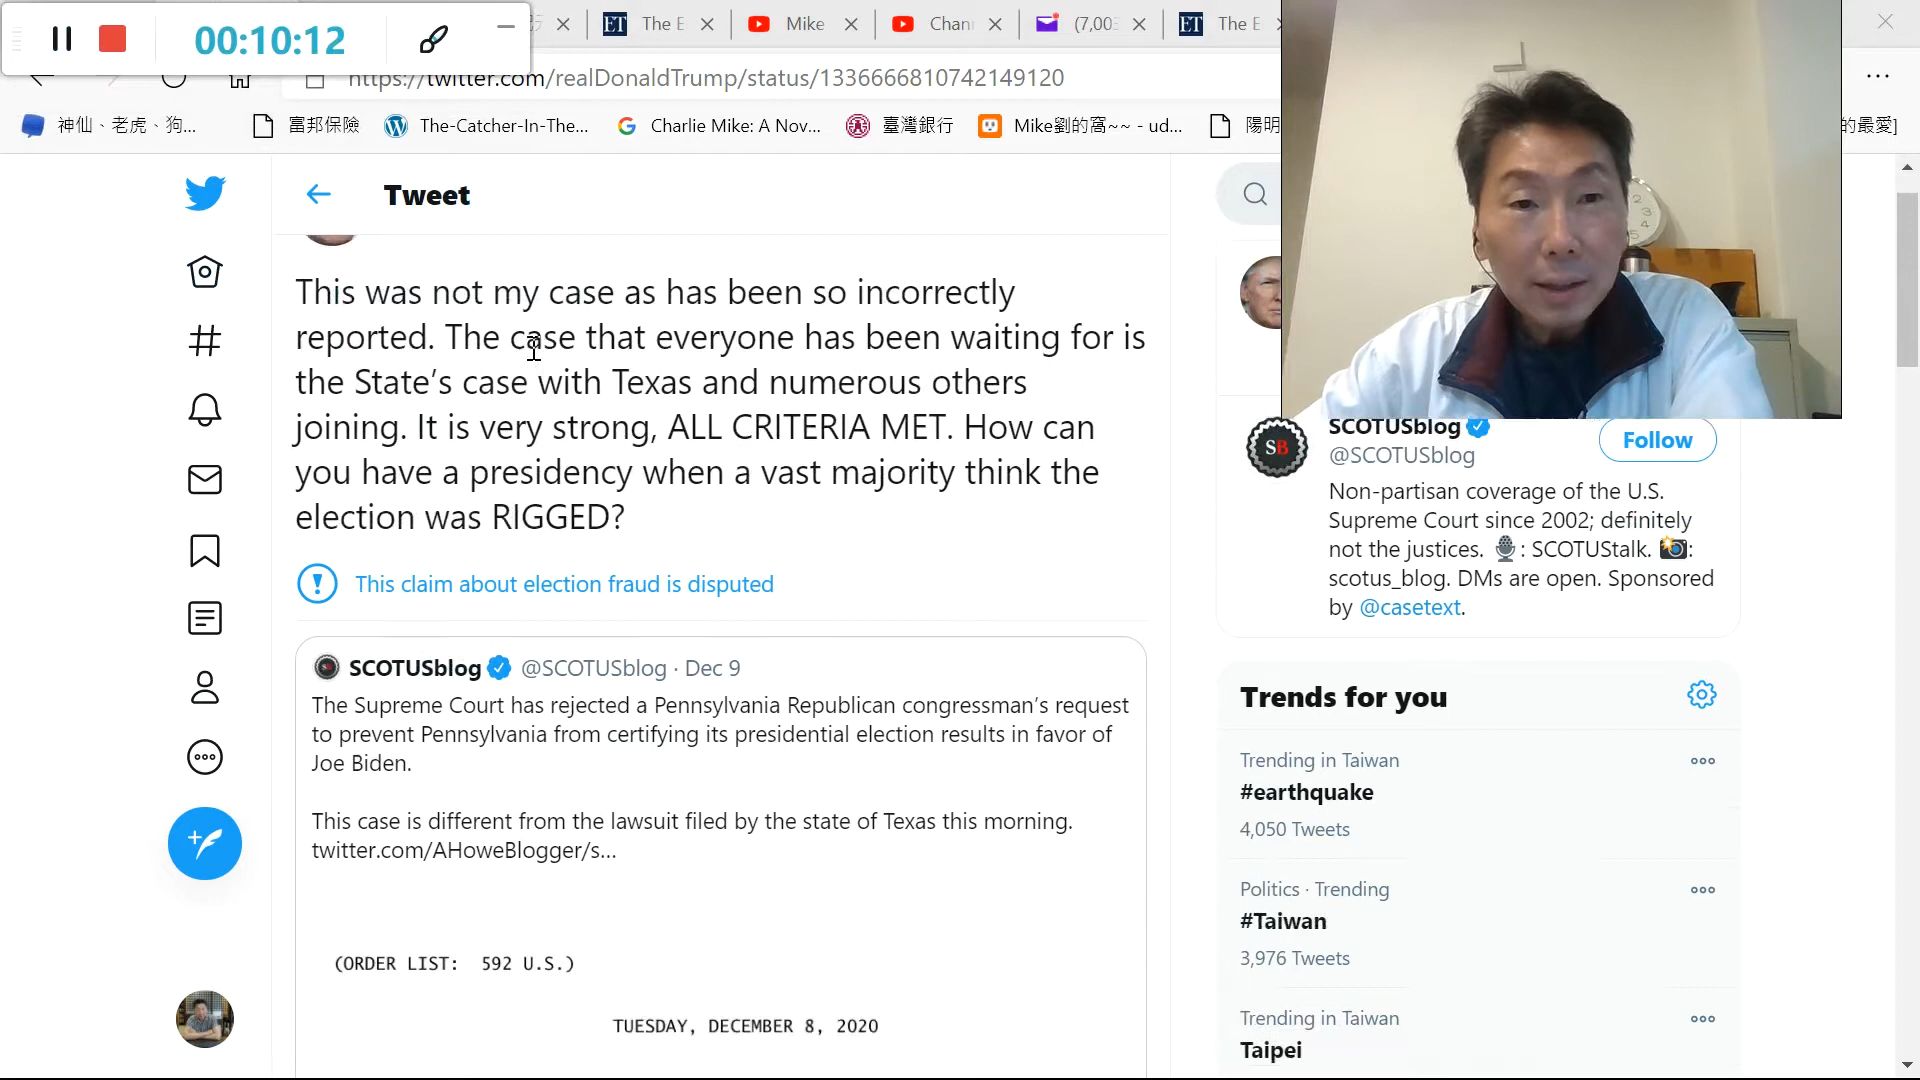 00:10:12
The E
Mike
Chan
(7,003
The E
https://twitter.com/realDonaldTrump/status/1336666810742149120
神仙、老虎、狗...
富邦保險
The-Catcher-In-The...
Charlie Mike: A Nov...
臺灣銀行
Mike劉的窩~~ - ud...
陽明
的最愛]
Tweet
This was not my case as has been so incorrectly
reported. The case that everyone has been waiting for is
the State’s case with Texas and numerous others
joining. It is very strong, ALL CRITERIA MET. How can
you have a presidency when a vast majority think the
election was RIGGED?
This claim about election fraud is disputed
SCOTUSblog @SCOTUSblog · Dec 9
The Supreme Court has rejected a Pennsylvania Republican congressman’s request
to prevent Pennsylvania from certifying its presidential election results in favor of
Joe Biden.
This case is different from the lawsuit filed by the state of Texas this morning.
twitter.com/AHoweBlogger/s...
(ORDER LIST: 592 U.S.)
TUESDAY, DECEMBER 8, 2020
SCOTUSblog
@SCOTUSblog
Follow
Non-partisan coverage of the U.S.
Supreme Court since 2002; definitely
not the justices. : SCOTUStalk. :
scotus_blog. DMs are open. Sponsored
by @casetext.
Trends for you
Trending in Taiwan
#earthquake
4,050 Tweets
Politics · Trending
#Taiwan
3,976 Tweets
Trending in Taiwan
Taipei